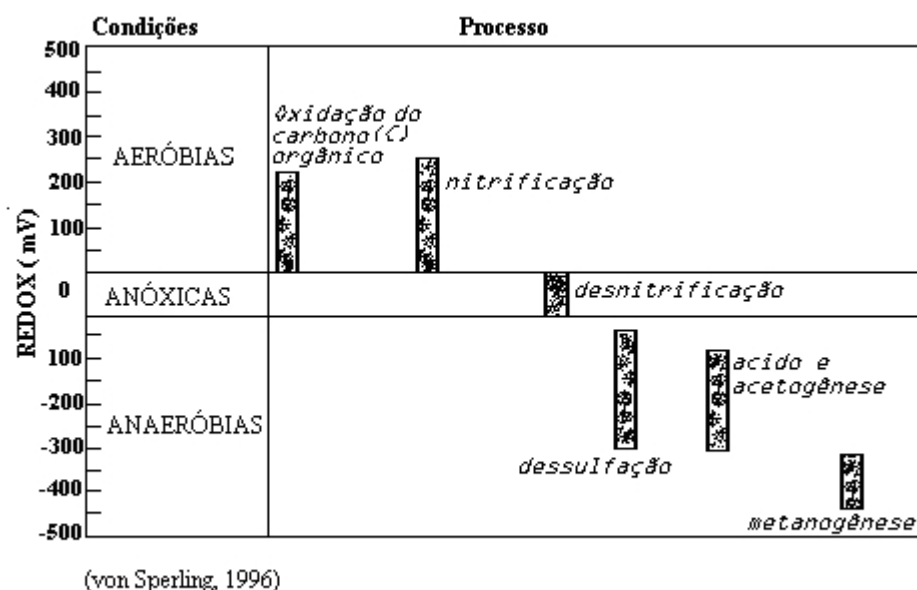 Condições Processo
500
400
300
200
100
0
100
-200
-300
-400
-500
REDOX ( mV)
AERÓBIAS
ANÓXICAS
ANAERÓBIAS
Oxidação do
carbono(C)
orgânico
nitrificação
desnitrificação
dessulfação
acido e
acetogênese
metanogênese
(von Sperling, 1996)